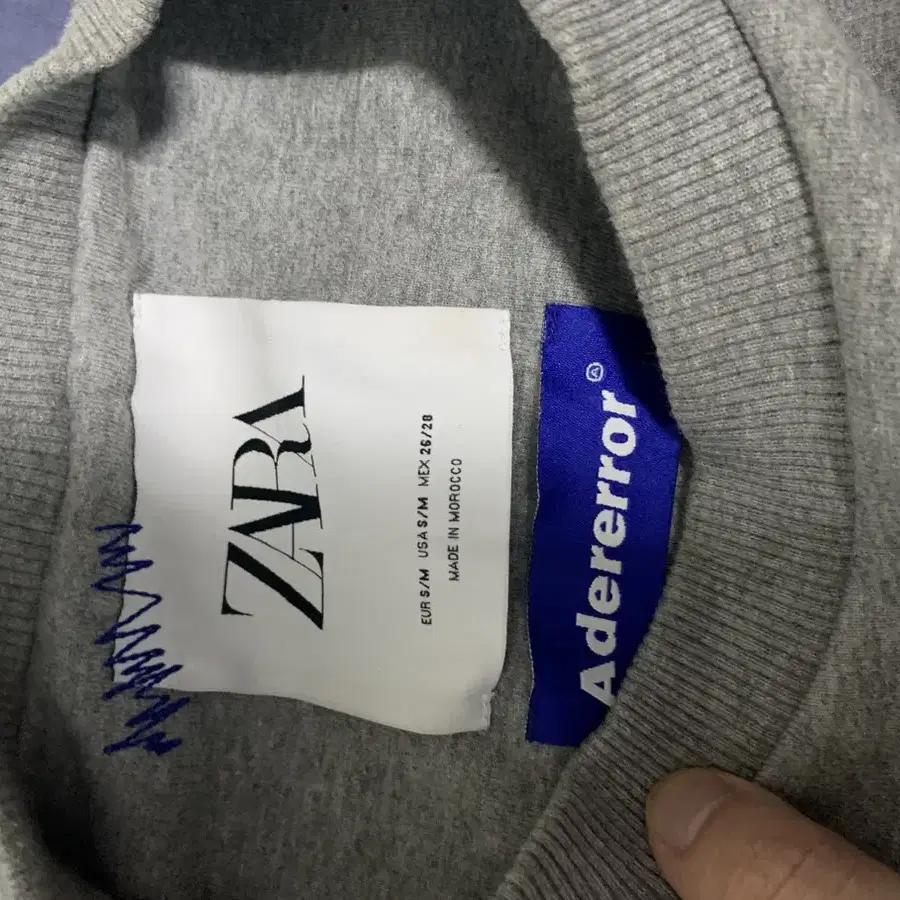 ZARA
EUR S/M USA S/M MEX 26/28
MADE IN MOROCCO
Adererror